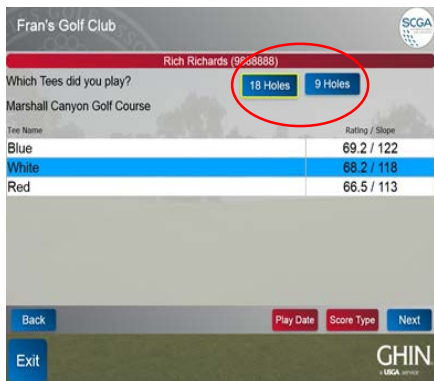 Fran's Golf Club
SCGA
Rich Richards (9888888)
Which Tees did you play?
18 Holes
9 Holes
Marshall Canyon Golf Course
Tee Name
Rating / Slope
Blue
69.2 / 122
White
68.2 / 118
Red
66.5 / 113
Back
Play Date
Score Type
Next
Exit
GHIN
a USGA service